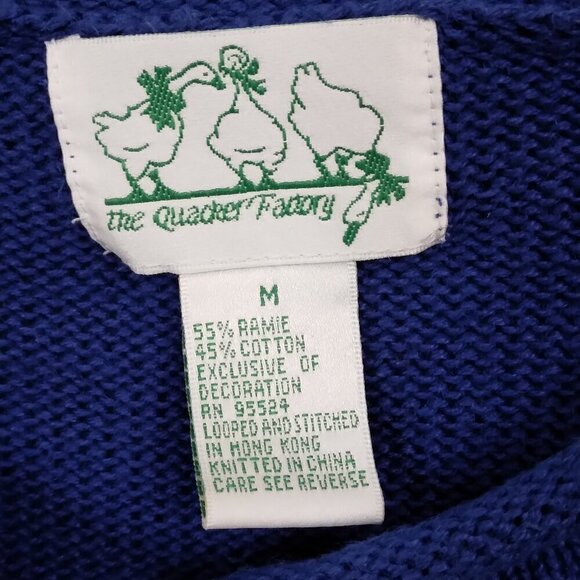 the Quacker Factory
M
55% RAMIE
45% COTTON
EXCLUSIVE OF
DECORATION
RN 95524
LOOPED AND STITCHED
IN HONG KONG
KNITTED IN CHINA
CARE SEE REVERSE